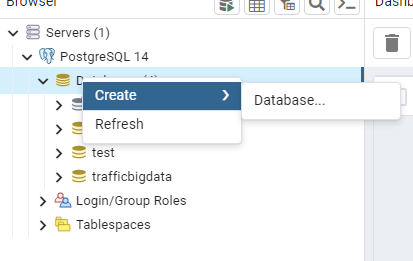 Browser
Dashb
Servers (1)
PostgreSQL 14
Create
Database...
Refresh
test
trafficbigdata
Login/Group Roles
Tablespaces